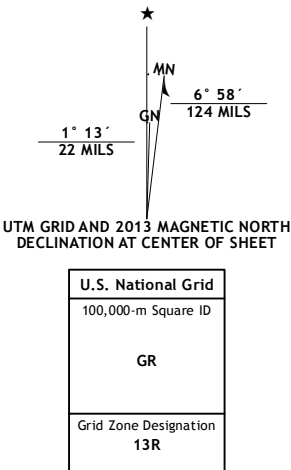 ★
MN
GN
6° 58´
124 MILS
1° 13´
22 MILS
UTM GRID AND 2013 MAGNETIC NORTH
DECLINATION AT CENTER OF SHEET
U.S. National Grid
100,000-m Square ID
GR
Grid Zone Designation
13R